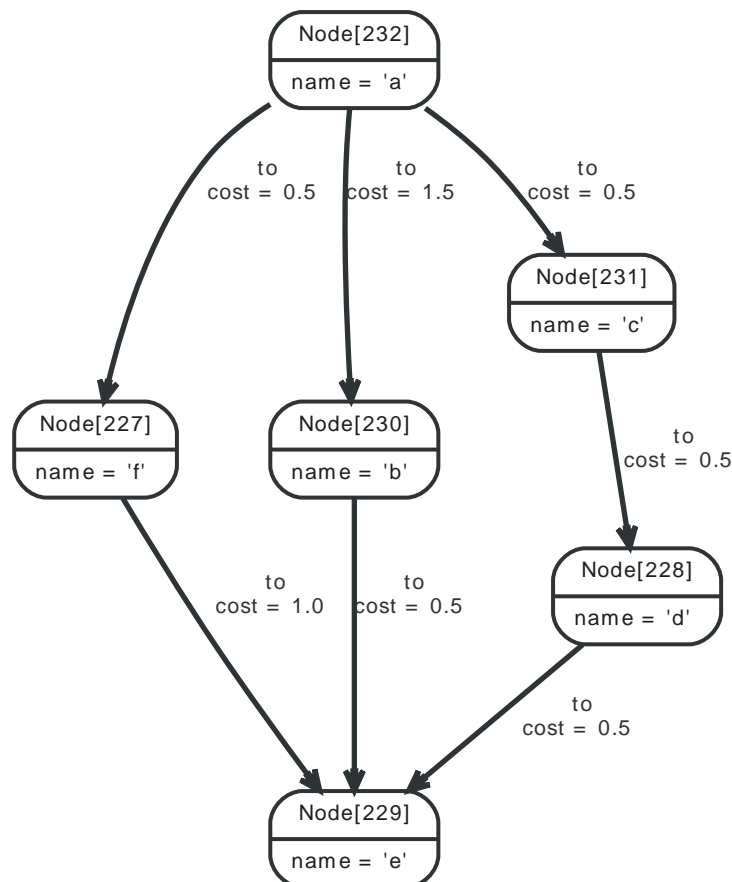 Node[232]
name = 'a'
to
cost = 0.5
to
cost = 1.5
to
cost = 0.5
Node[231]
name = 'c'
Node[227]
name = 'f'
Node[230]
name = 'b'
to
cost = 0.5
Node[228]
name = 'd'
to
cost = 1.0
to
cost = 0.5
to
cost = 0.5
Node[229]
name = 'e'